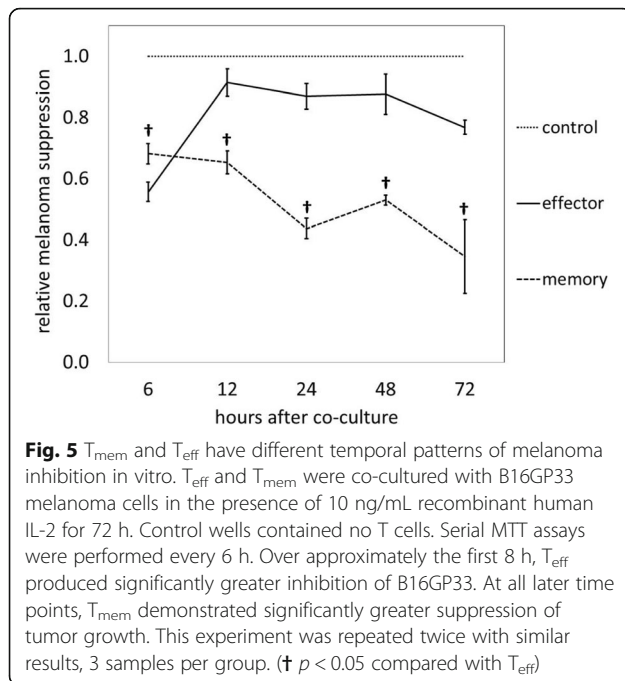 1.0
0.8
0.6
0.4
0.2
0.0
relative melanoma suppression
†
†
†
†
†
control
effector
memory
6 12 24 48 72
hours after co-culture
Fig. 5 Tmem and Teff have different temporal patterns of melanoma
inhibition in vitro. Teff and Tmem were co-cultured with B16GP33
melanoma cells in the presence of 10 ng/mL recombinant human
IL-2 for 72 h. Control wells contained no T cells. Serial MTT assays
were performed every 6 h. Over approximately the first 8 h, Teff
produced significantly greater inhibition of B16GP33. At all later time
points, Tmem demonstrated significantly greater suppression of
tumor growth. This experiment was repeated twice with similar
results, 3 samples per group. († p < 0.05 compared with Teff)